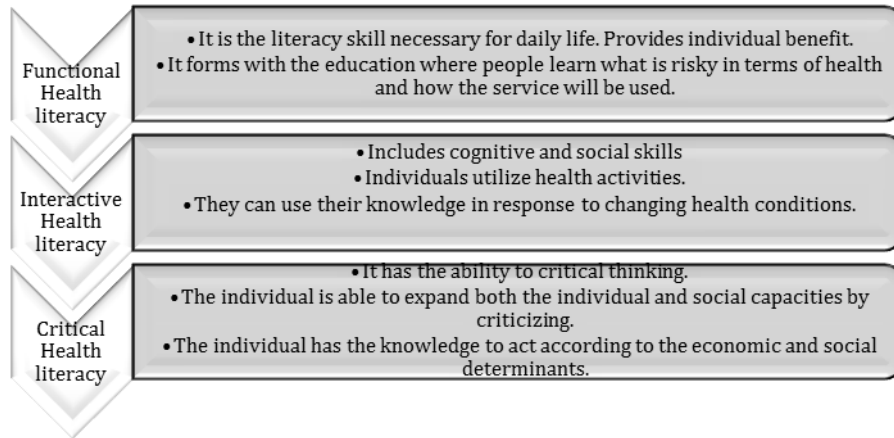 Functional
Health
literacy
•It is the literacy skill necessary for daily life. Provides individual benefit.
•It forms with the education where people learn what is risky in terms of health
and how the service will be used.
Interactive
Health
literacy
•Includes cognitive and social skills
•Individuals utilize health activities.
•They can use their knowledge in response to changing health conditions.
Critical
Health
literacy
•It has the ability to critical thinking.
•The individual is able to expand both the individual and social capacities by
criticizing.
•The individual has the knowledge to act according to the economic and social
determinants.